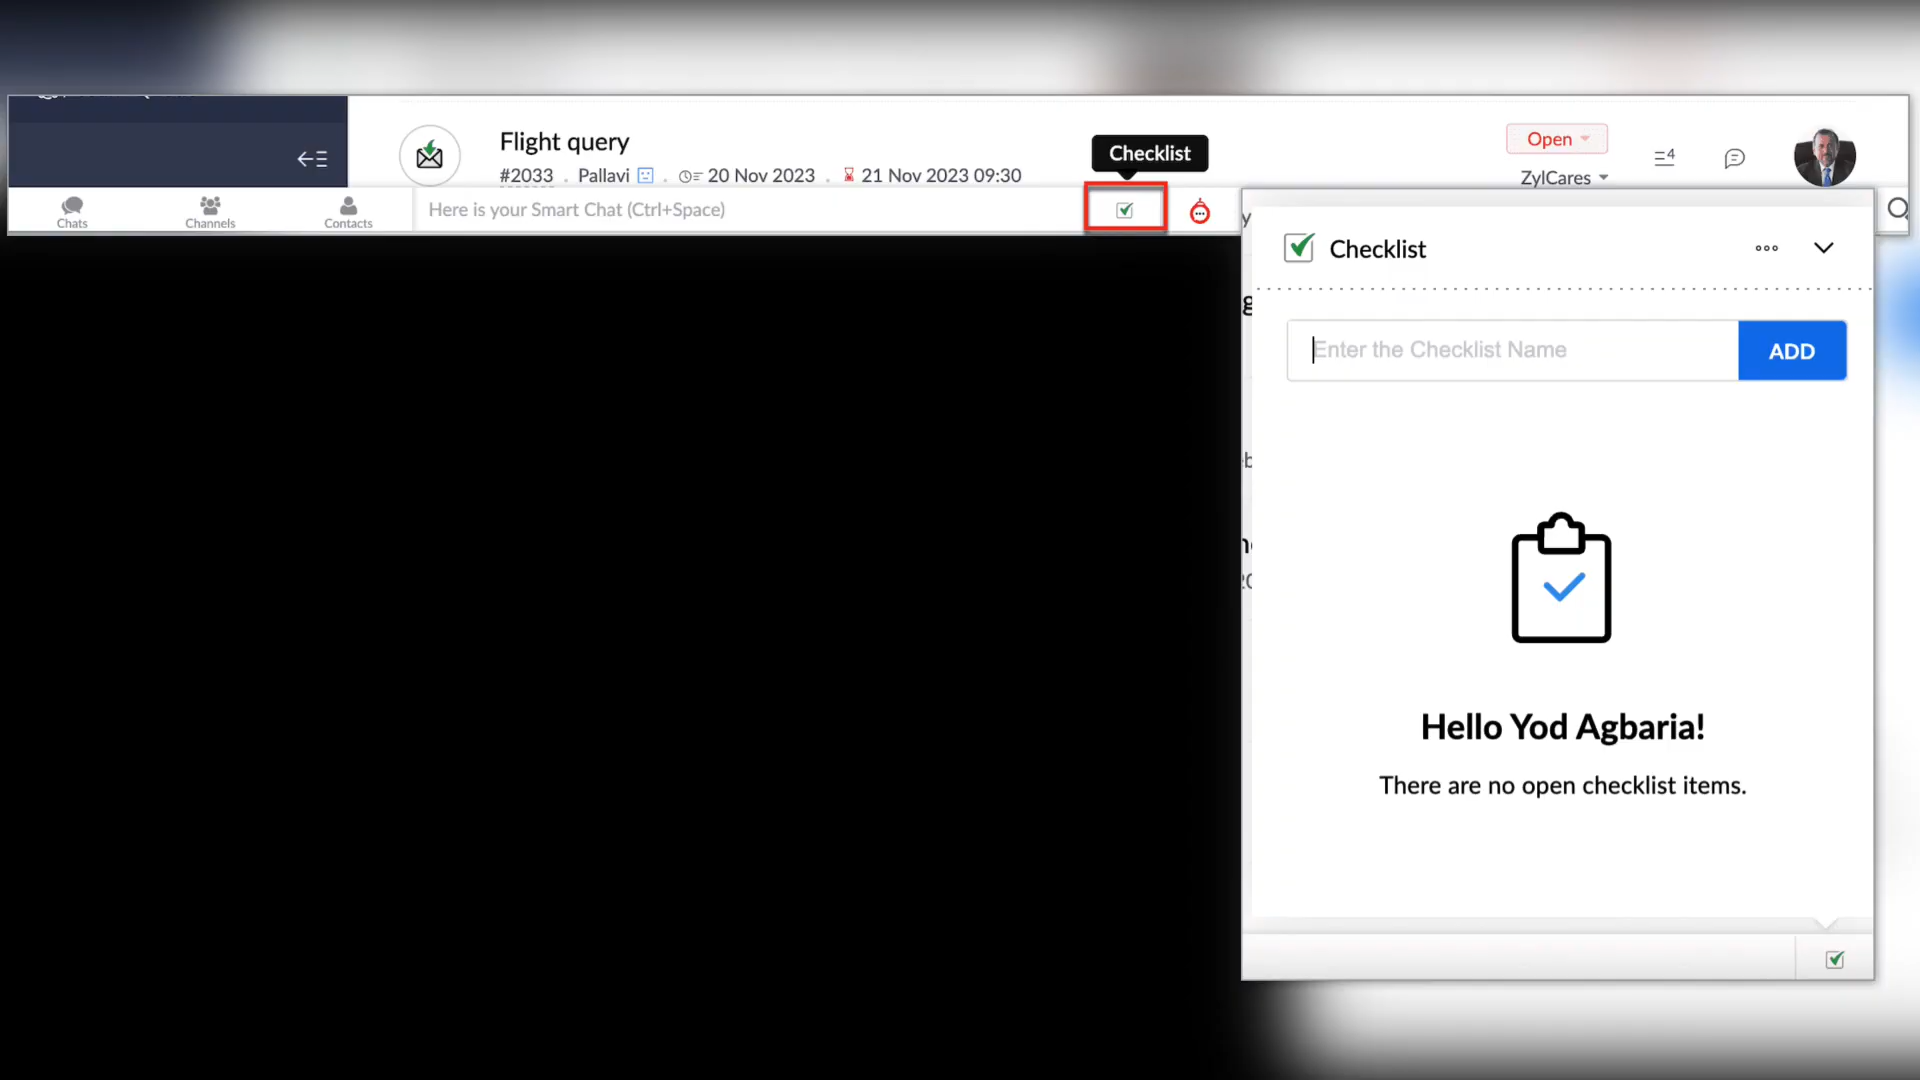 Flight query
Checklist
Open
4
#2033 . Pallavi . 20 Nov 2023 . 21 Nov 2023 09:30
ZylCares
Chats
Channels
Contacts
Here is your Smart Chat (Ctrl+Space)
Checklist
Enter the Checklist Name
ADD
Hello Yod Agbaria!
There are no open checklist items.